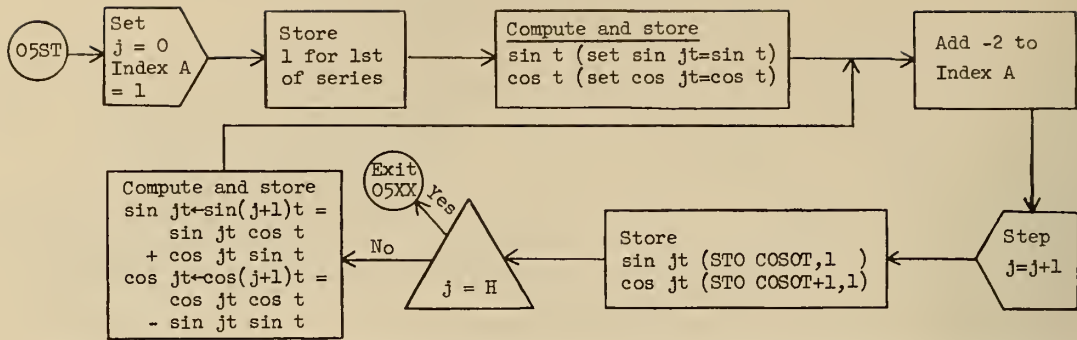 O5ST
Set
j = 0
Index A
= 1
Store
1 for 1st
of series
Compute and store
sin t (set sin jt=sin t)
cos t (set cos jt=cos t)
Add -2 to
Index A
Step
j=j+1
Store
sin jt (STO COSOT,1 )
cos jt (STO COSOT+1,1)
j = H
Yes
Exit
O5XX
No
Compute and store
sin jt←sin(j+1)t =
sin jt cos t
+ cos jt sin t
cos jt←cos(j+1)t =
cos jt cos t
- sin jt sin t